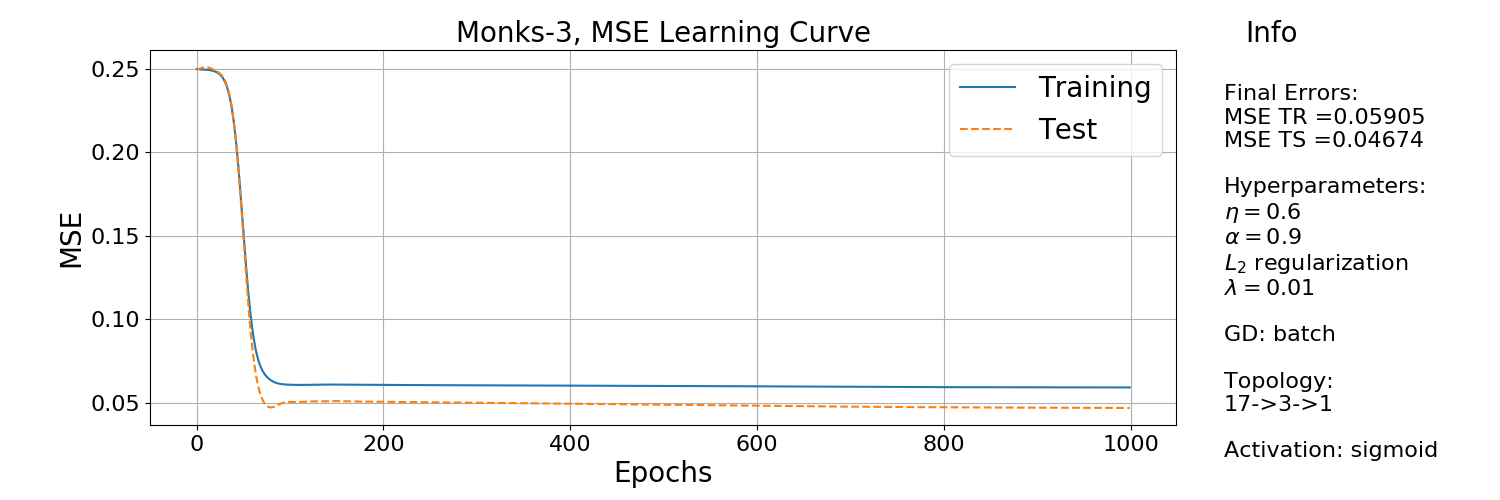 Monks-3, MSE Learning Curve
MSE
0.25
0.20
0.15
0.10
0.05
0
200
400
600
800
1000
Epochs
Training
Test
Info
Final Errors:
MSE TR =0.05905
MSE TS =0.04674
Hyperparameters:
η = 0.6
α = 0.9
L₂ regularization
λ = 0.01
GD: batch
Topology:
17->3->1
Activation: sigmoid